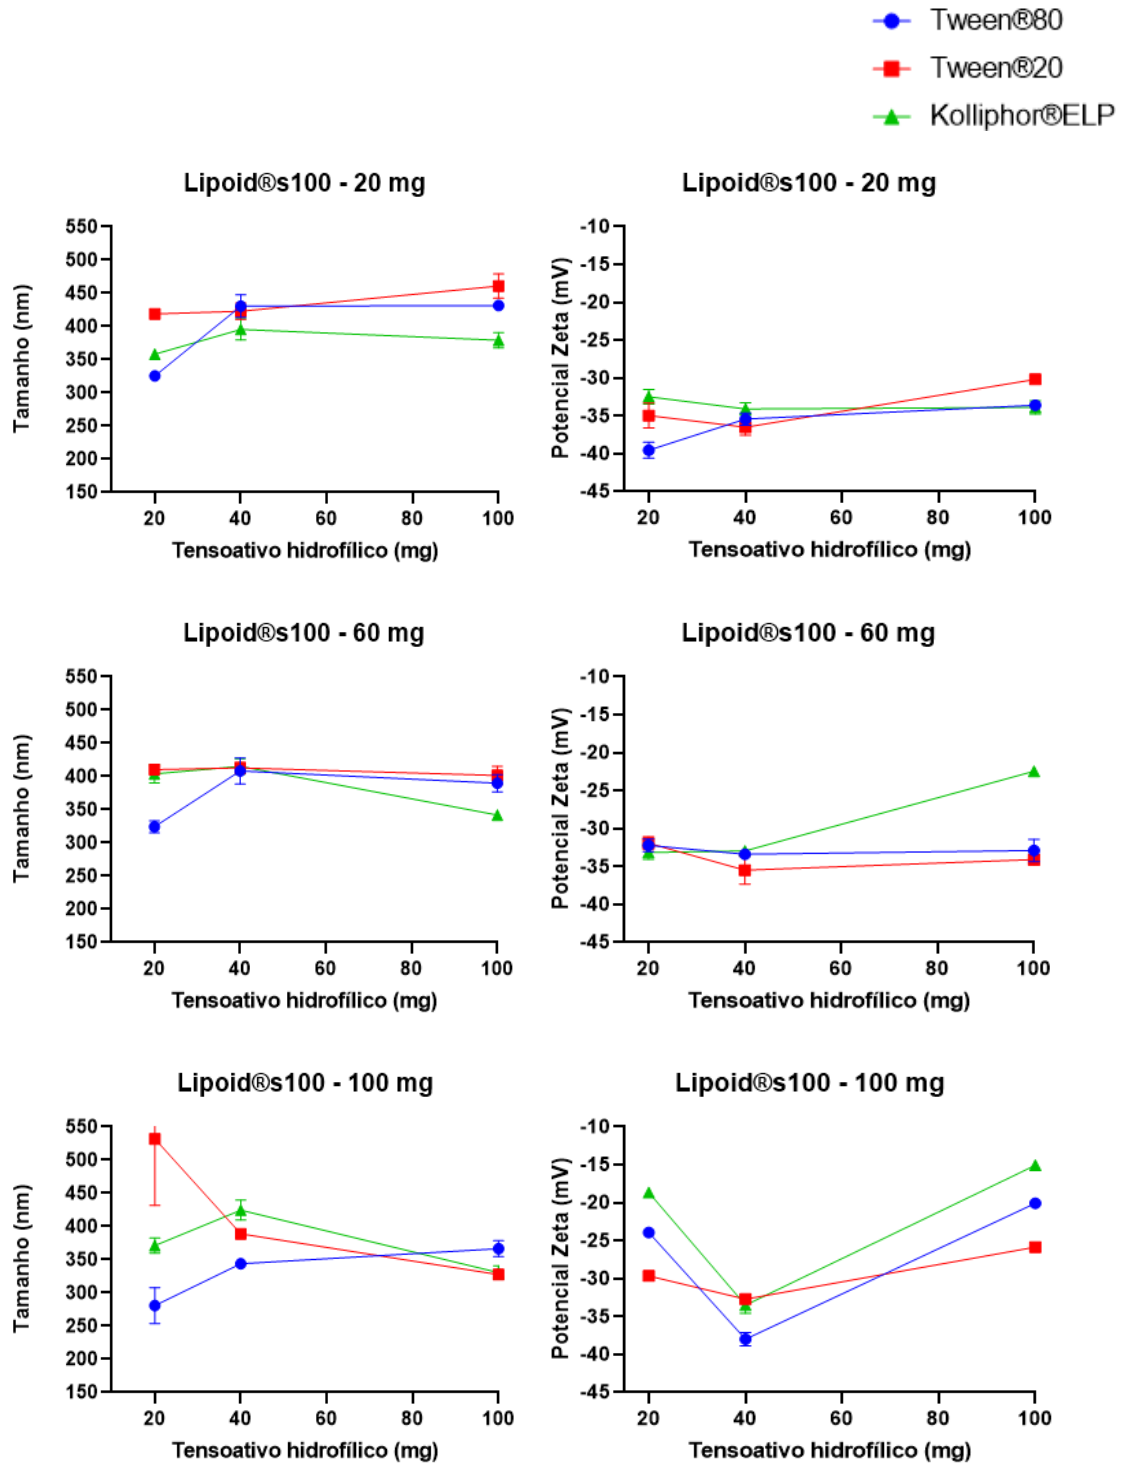 Tween®80
Tween®20
Kolliphor®ELP
Lipoid®s100 - 20 mg
550
500
450
400
350
300
250
200
150
Tamanho (nm)
20 40 60 80 100
Tensoativo hidrofílico (mg)
Lipoid®s100 - 20 mg
-10
-15
-20
-25
-30
-35
-40
-45
Potencial Zeta (mV)
20 40 60 80 100
Tensoativo hidrofílico (mg)
Lipoid®s100 - 60 mg
550
500
450
400
350
300
250
200
150
Tamanho (nm)
20 40 60 80 100
Tensoativo hidrofílico (mg)
Lipoid®s100 - 60 mg
-10
-15
-20
-25
-30
-35
-40
-45
Potencial Zeta (mV)
20 40 60 80 100
Tensoativo hidrofílico (mg)
Lipoid®s100 - 100 mg
550
500
450
400
350
300
250
200
150
Tamanho (nm)
20 40 60 80 100
Tensoativo hidrofílico (mg)
Lipoid®s100 - 100 mg
-10
-15
-20
-25
-30
-35
-40
-45
Potencial Zeta (mV)
20 40 60 80 100
Tensoativo hidrofílico (mg)